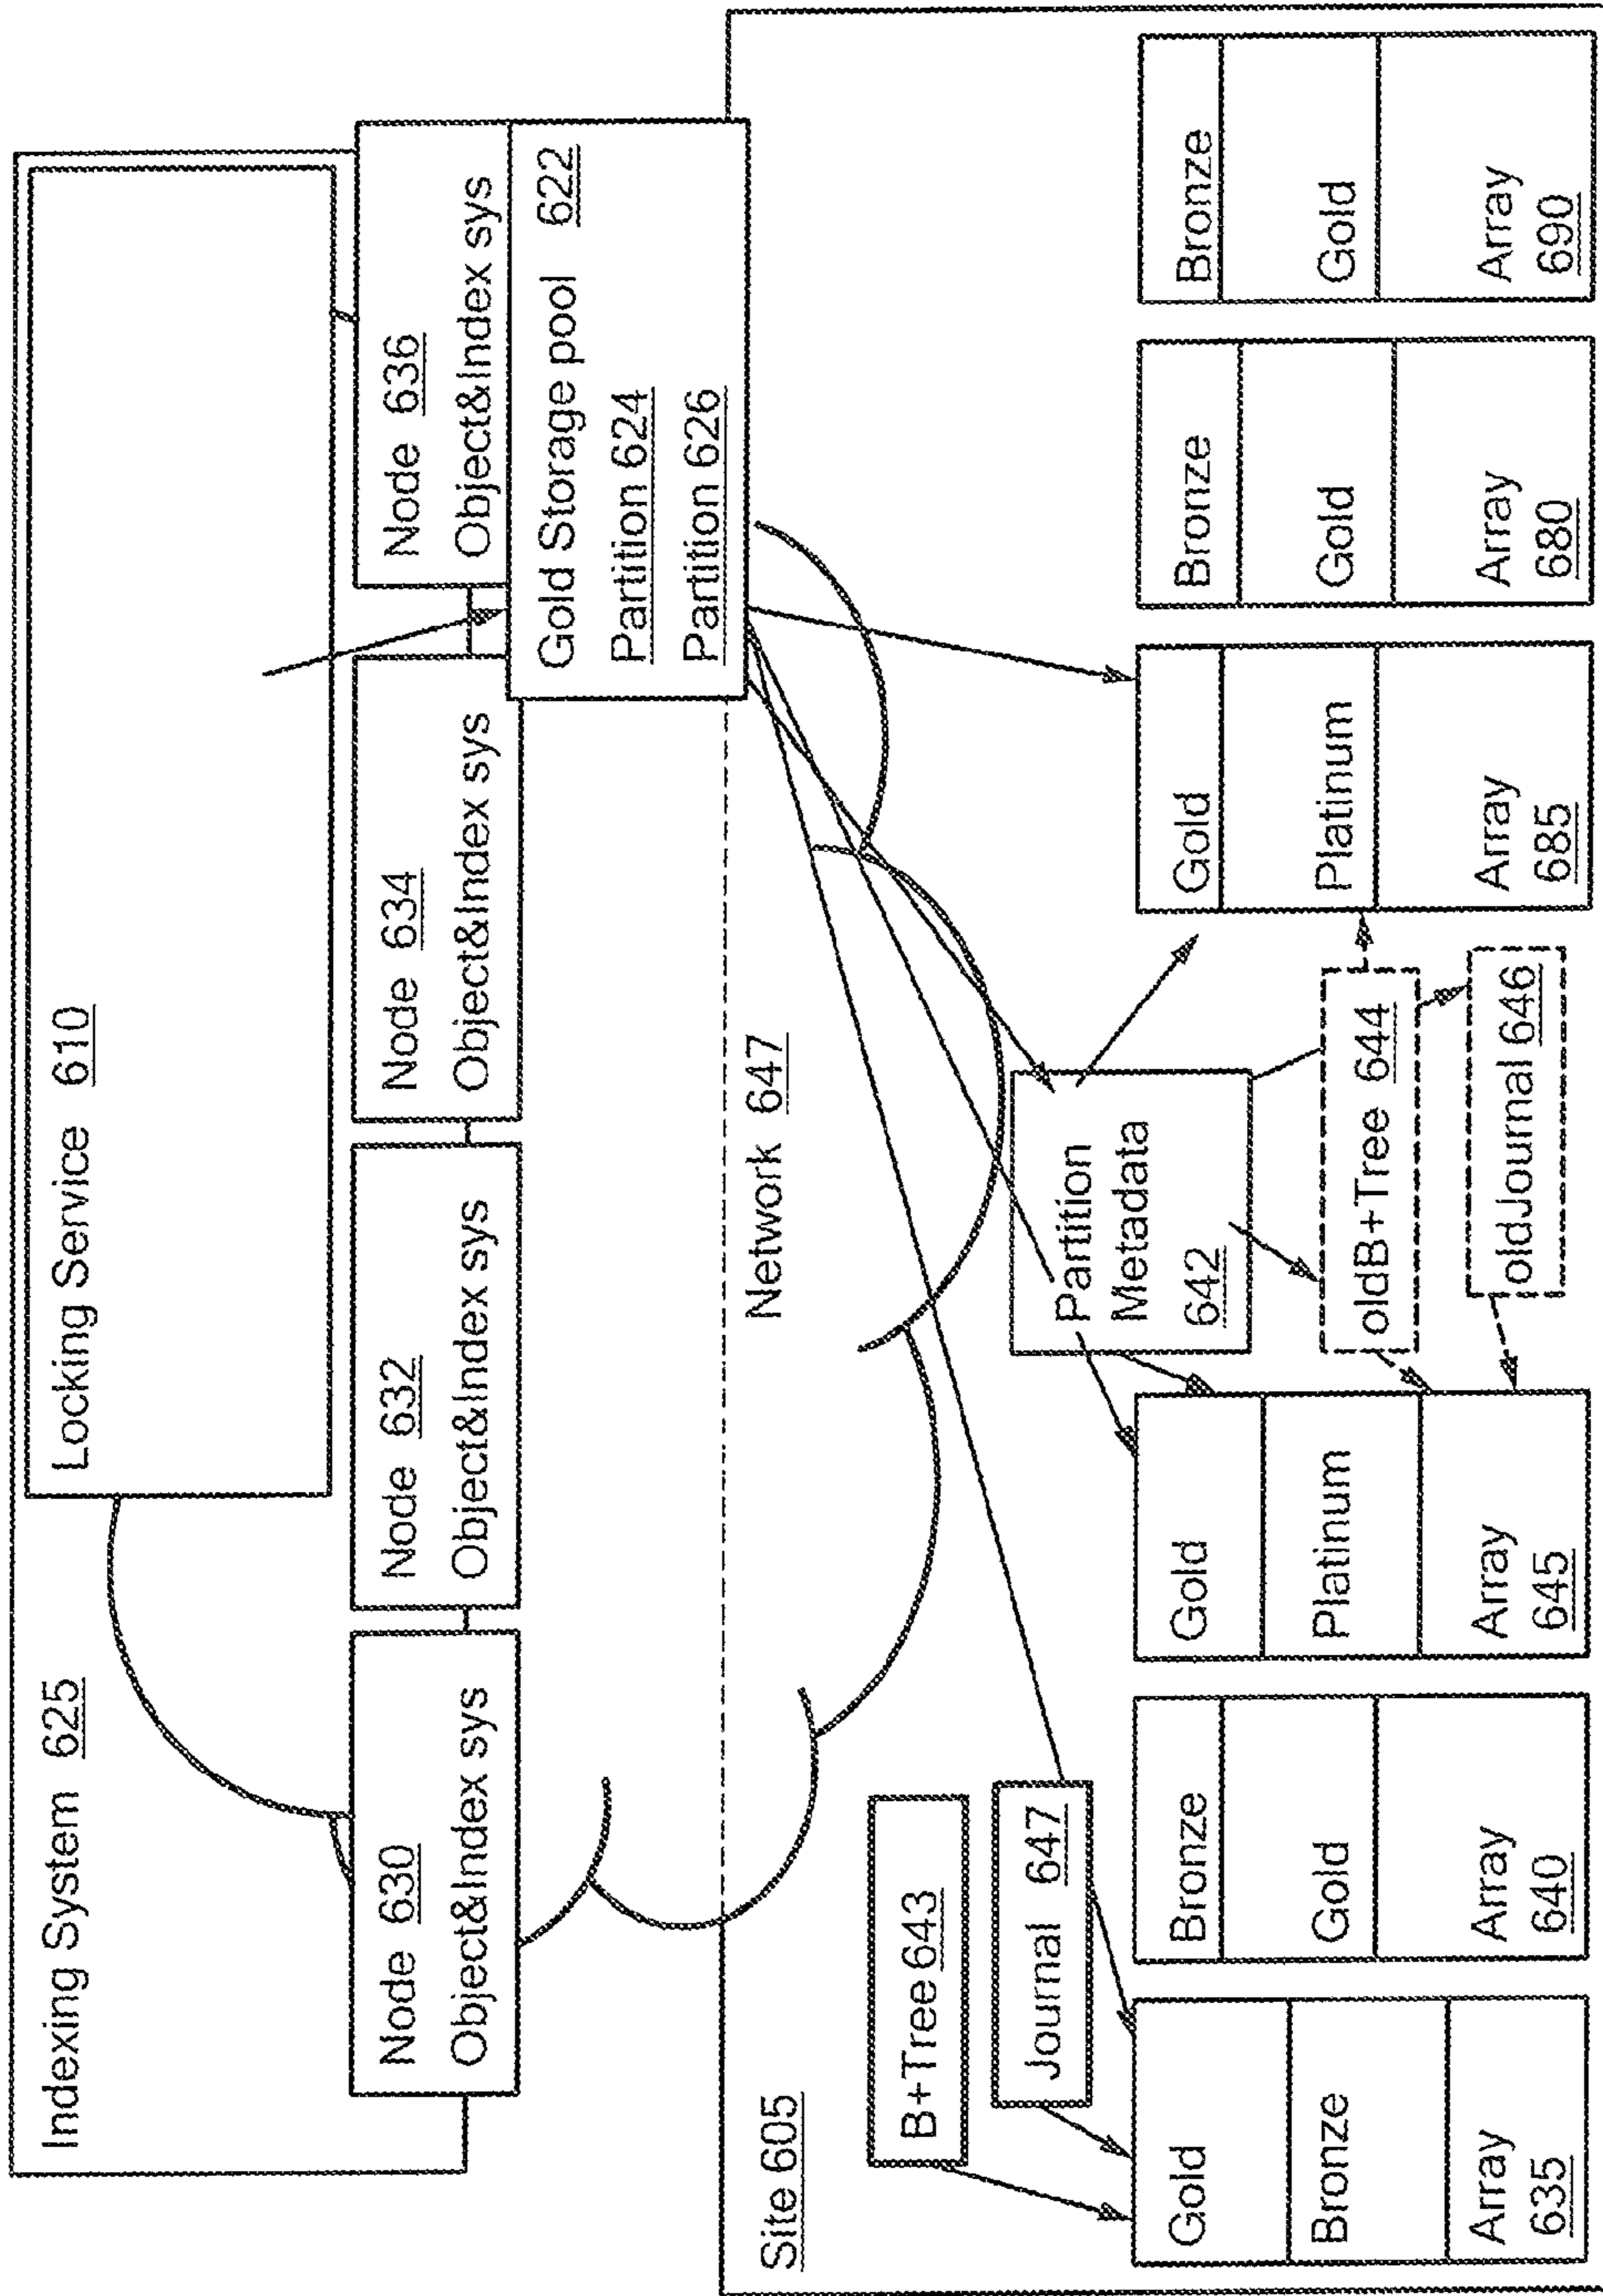 Indexing System 625
Locking Service 610
Node 630
Object&Index sys
Node 632
Object&Index sys
Node 634
Object&Index sys
Node 636
Object&Index sys
Gold Storage pool 622
Partition 624
Partition 626
Site 605
Network 647
B+Tree 643
Journal 647
Partition
Metadata
642
oldB+Tree 644
oldJournal 646
Gold
Bronze
Array
635
Bronze
Gold
Array
640
Gold
Platinum
Array
645
Gold
Platinum
Array
685
Bronze
Gold
Array
680
Bronze
Gold
Array
690